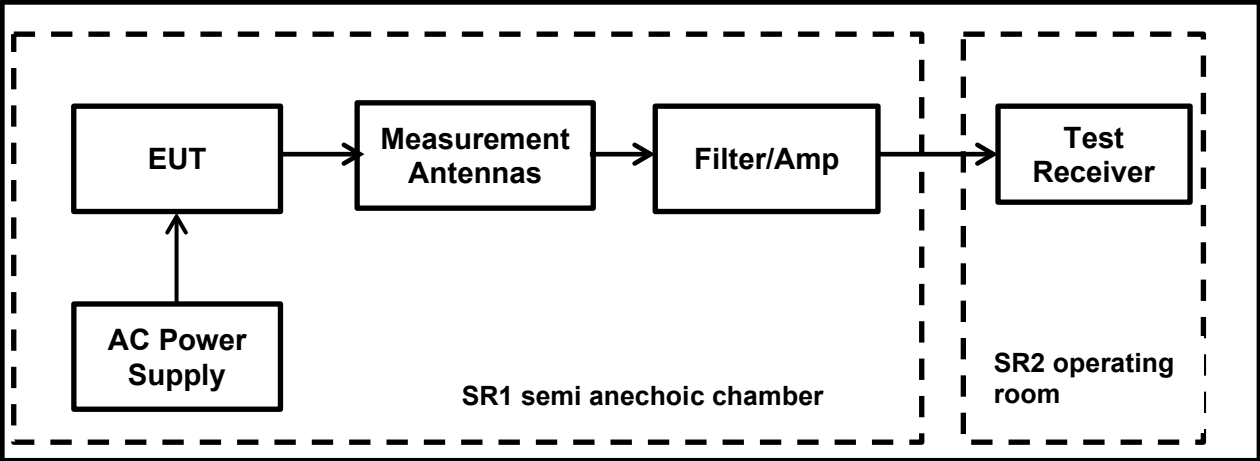 EUT
Measurement
Antennas
Filter/Amp
Test
Receiver
AC Power
Supply
SR1 semi anechoic chamber
SR2 operating
room